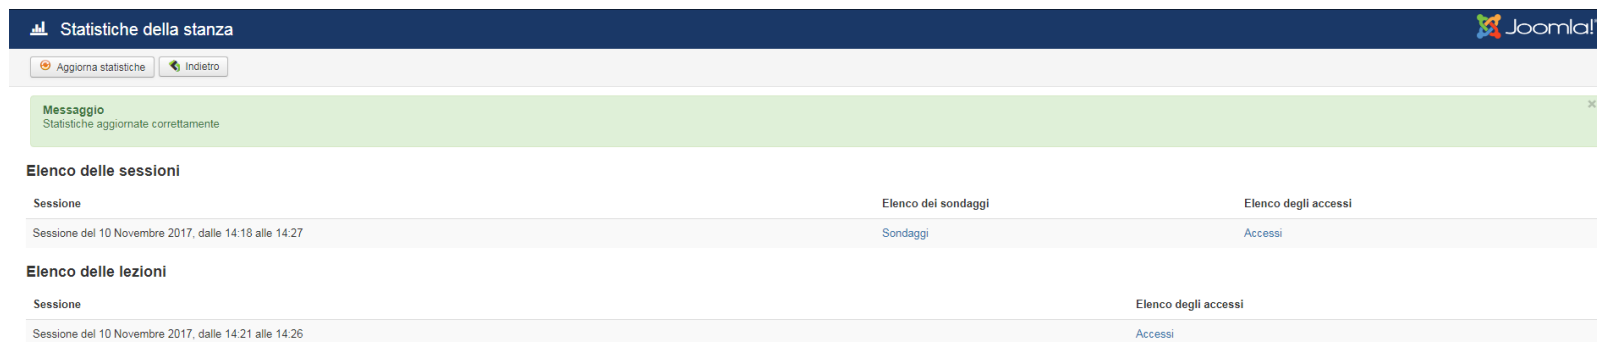 Statistiche della stanza
Joomla!
Aggiorna statistiche Indietro
Messaggio
Statistiche aggiornate correttamente
Elenco delle sessioni
Sessione Elenco dei sondaggi Elenco degli accessi
Sessione del 10 Novembre 2017, dalle 14:18 alle 14:27 Sondaggi Accessi
Elenco delle lezioni
Sessione Elenco degli accessi
Sessione del 10 Novembre 2017, dalle 14:21 alle 14:26 Accessi